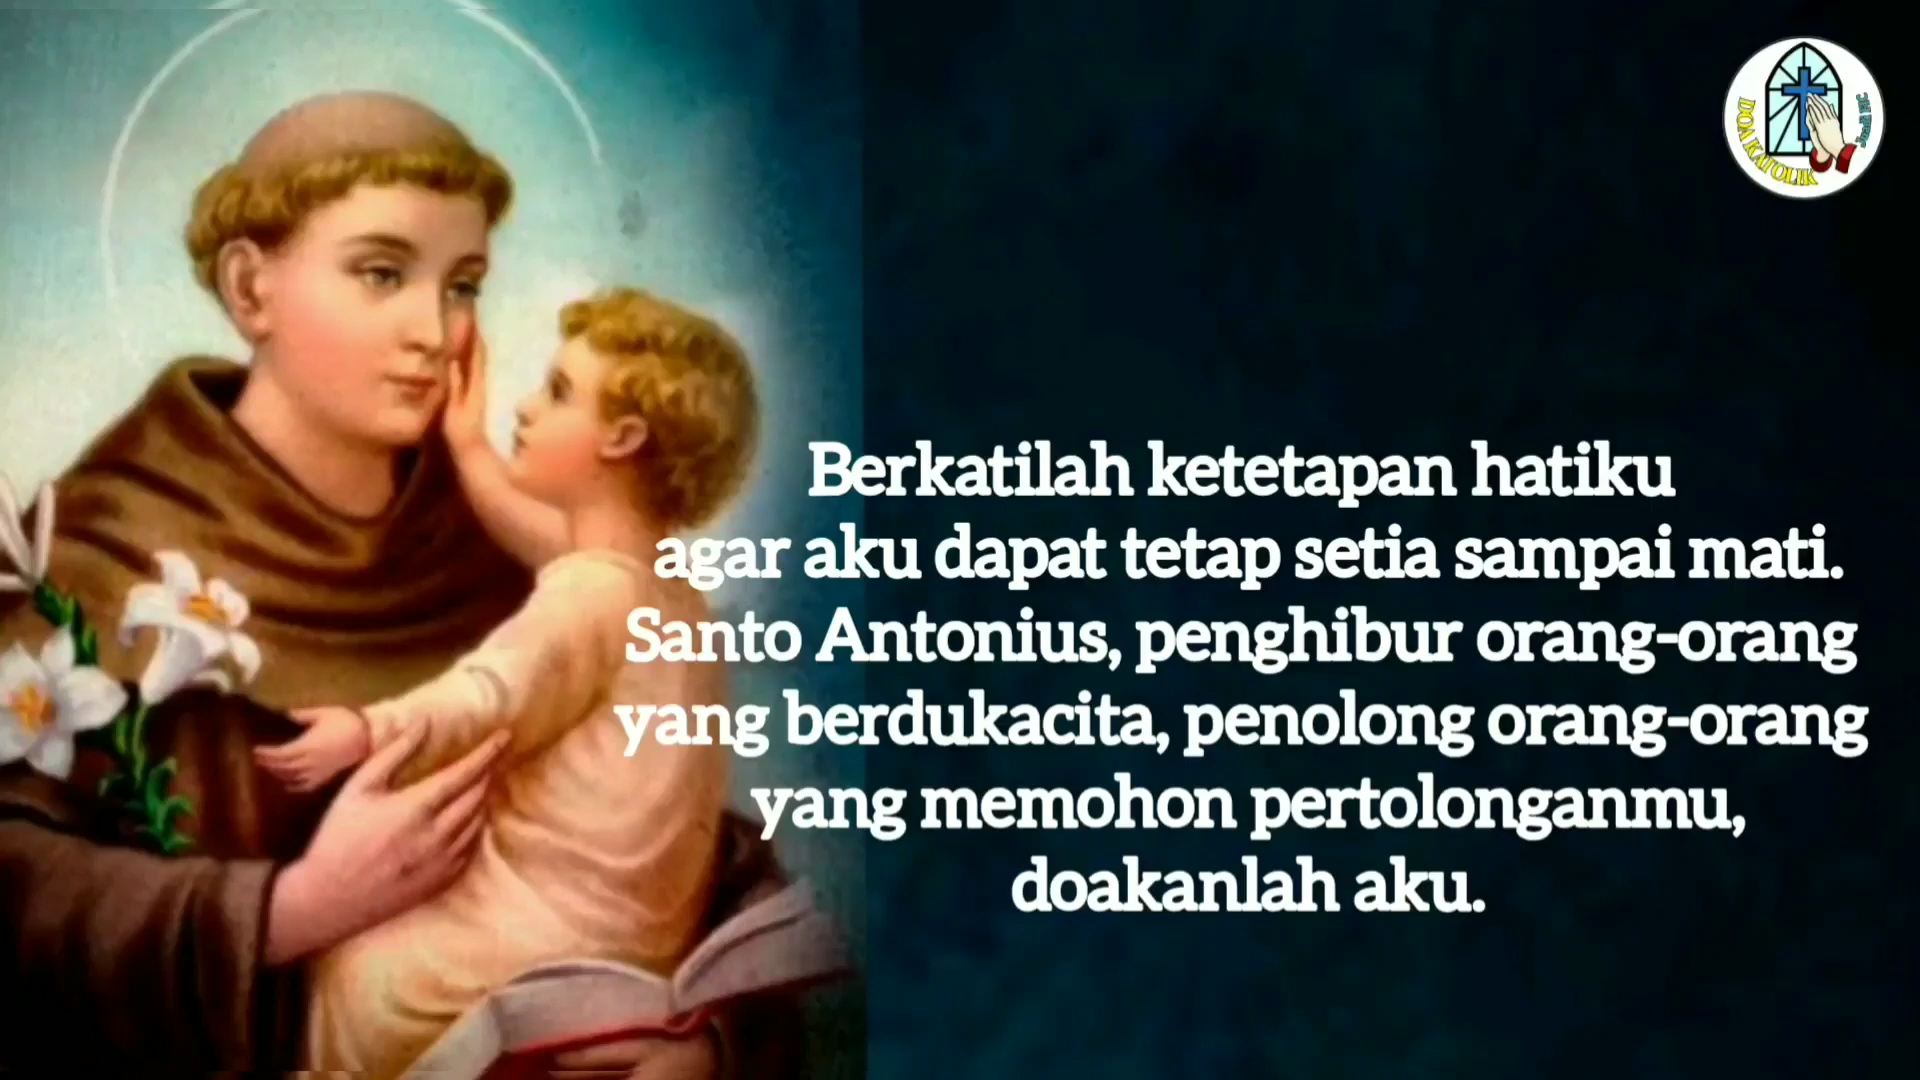 Berkatilah ketetapan hatiku
agar aku dapat tetap setia sampai mati.
Santo Antonius, penghibur orang-orang
yang berdukacita, penolong orang-orang
yang memohon pertolonganmu,
doakanlah aku.
DOA KATOLIK